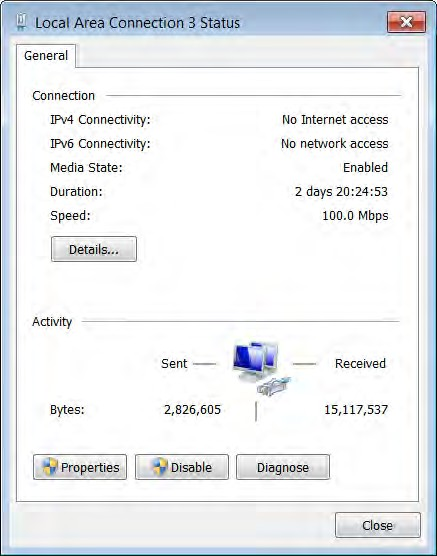 Local Area Connection 3 Status
General
Connection
IPv4 Connectivity: No Internet access
IPv6 Connectivity: No network access
Media State: Enabled
Duration: 2 days 20:24:53
Speed: 100.0 Mbps
Details...
Activity
Sent Received
Bytes: 2,826,605 15,117,537
Properties Disable Diagnose
Close